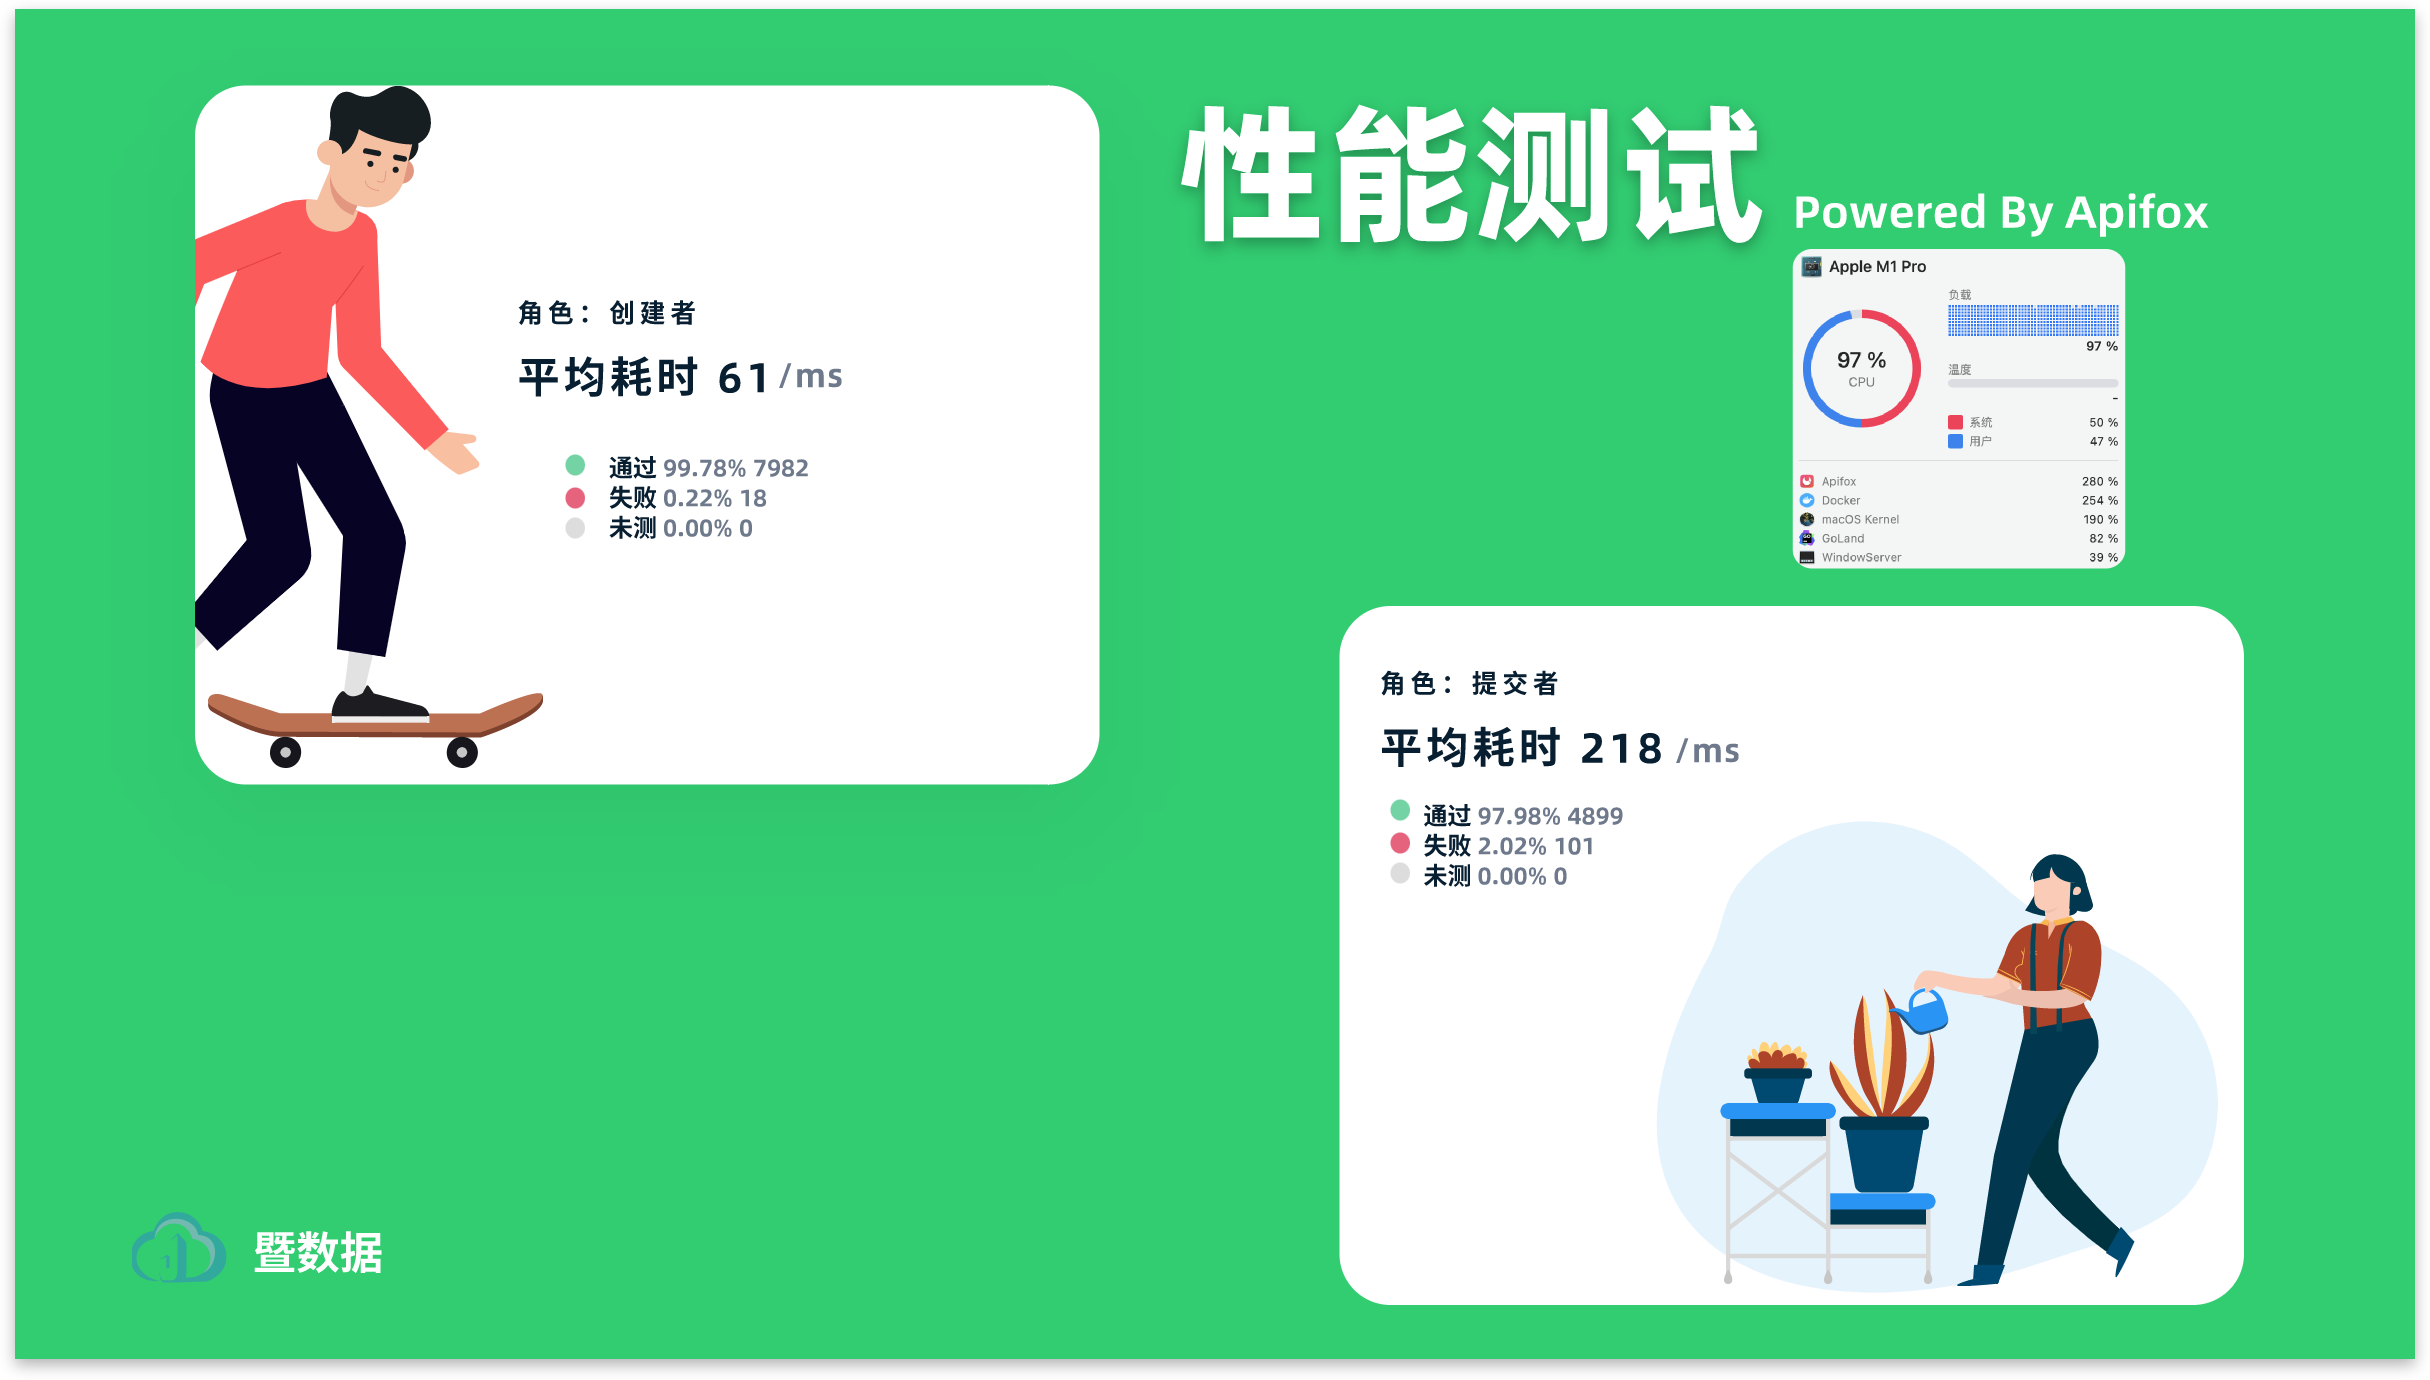 性能测试
Powered By Apifox
角色：创建者
平均耗时 61 /ms
通过 99.78% 7982
失败 0.22% 18
未测 0.00% 0
Apple M1 Pro
负载
97 %
97 %
CPU
温度
-
系统 50 %
用户 47 %
Apifox 280 %
Docker 254 %
macOS Kernel 190 %
GoLand 82 %
WindowServer 39 %
角色：提交者
平均耗时 218 /ms
通过 97.98% 4899
失败 2.02% 101
未测 0.00% 0
暨数据